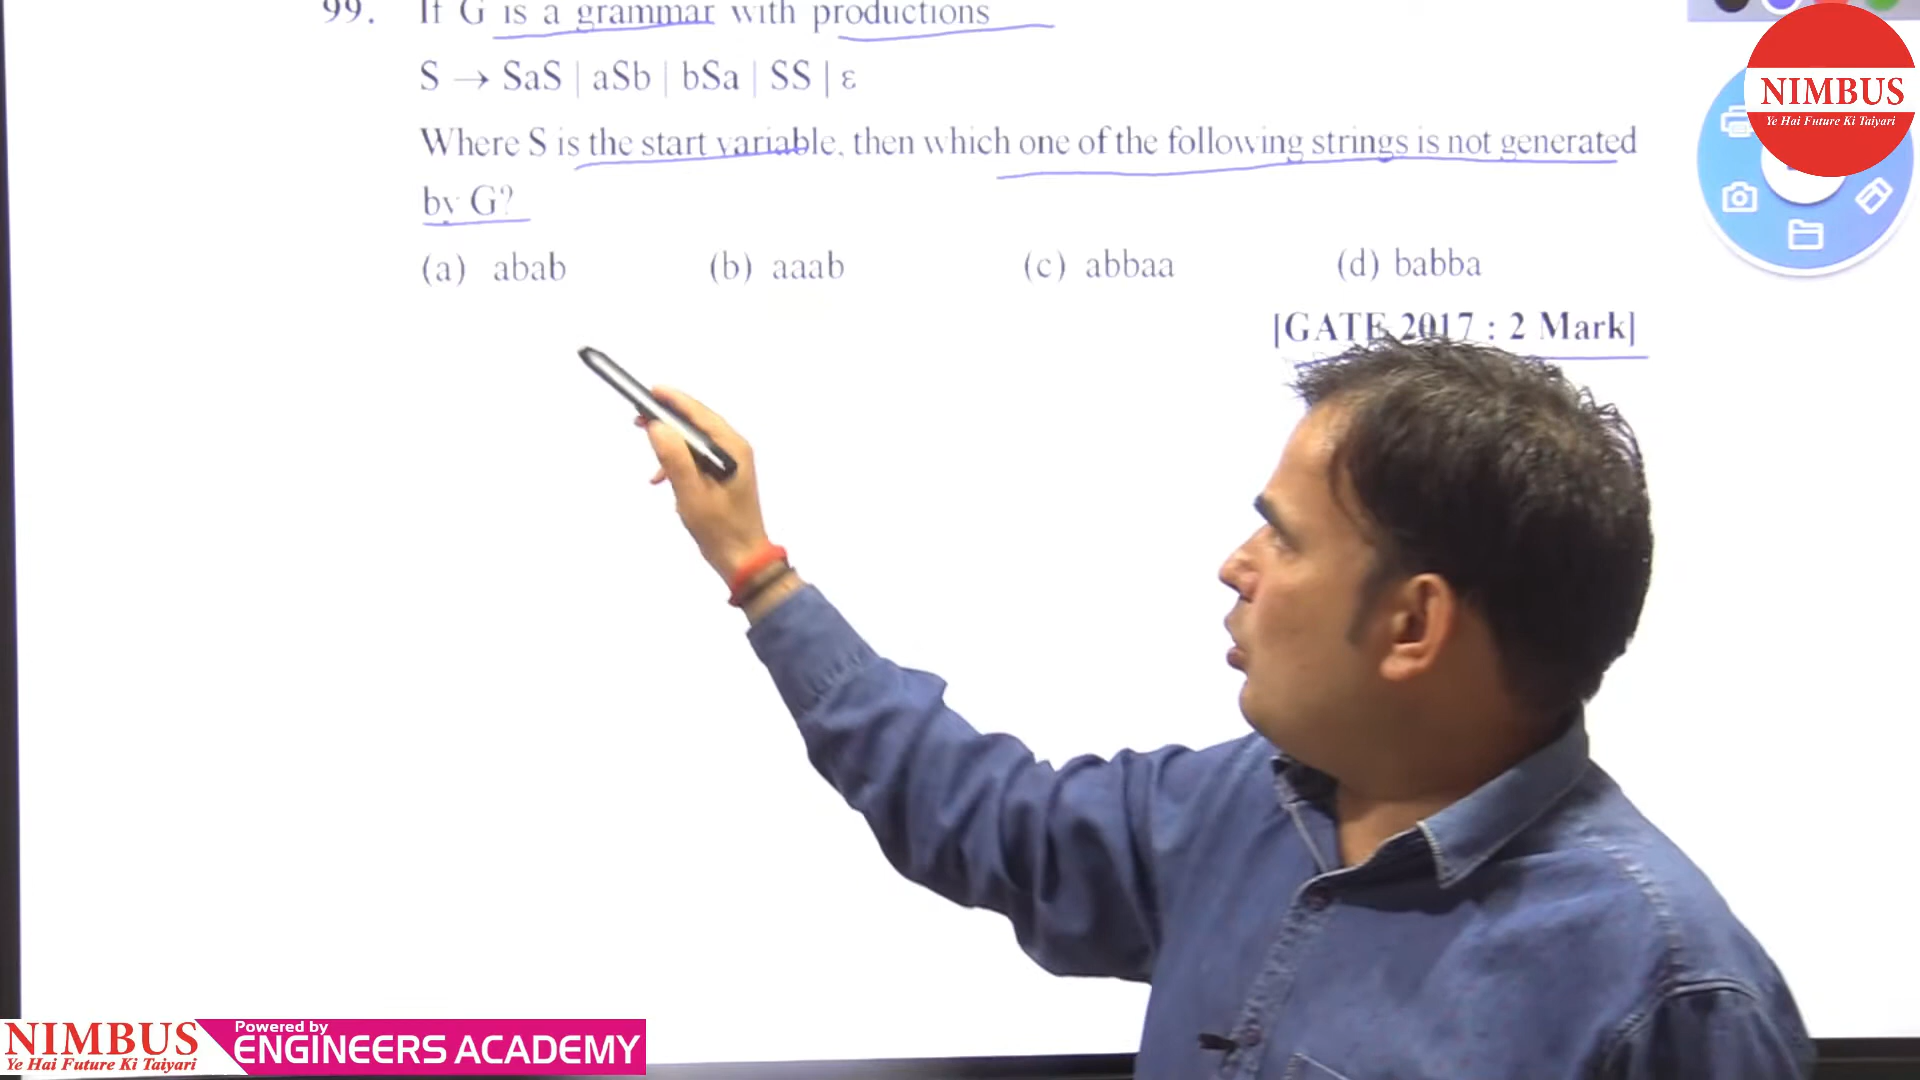 99. If G is a grammar with productions
S → SaS | aSb | bSa | SS | ε
Where S is the start variable, then which one of the following strings is not generated
by G?
(a) abab (b) aaab (c) abbaa (d) babba
[GATE 2017 : 2 Mark]
NIMBUS
Ye Hai Future Ki Taiyari
NIMBUS
Ye Hai Future Ki Taiyari
Powered by
ENGINEERS ACADEMY